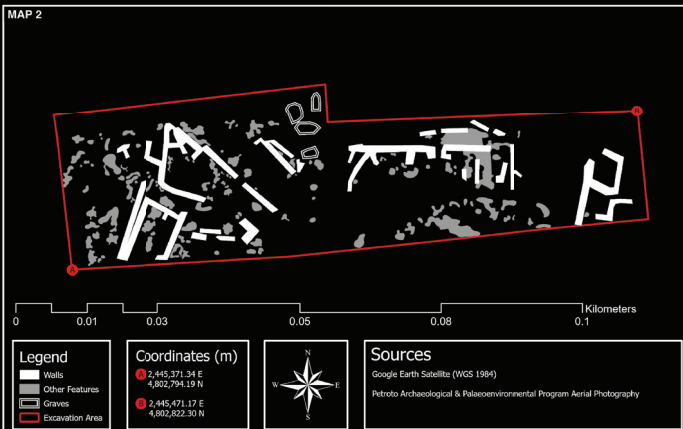 MAP 2
B
A
Kilometers
0 0.01 0.03 0.05 0.08 0.1
Legend
Walls
Other Features
Graves
Excavation Area
Coordinates (m)
A 2,445,371.34 E
4,802,794.19 N
B 2,445,471.17 E
4,802,822.30 N
N
W E
S
Sources
Google Earth Satellite (WGS 1984)
Petroto Archaeological & Palaeoenvironmental Program Aerial Photography